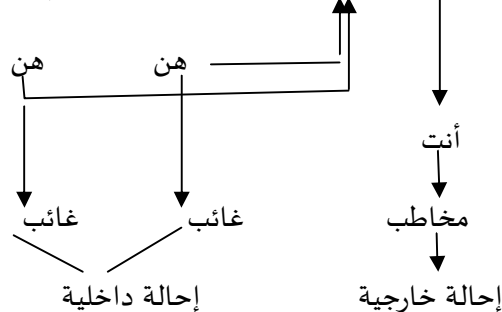 هن هن
أنت
مخاطب غائب غائب
إحالة خارجية إحالة داخلية